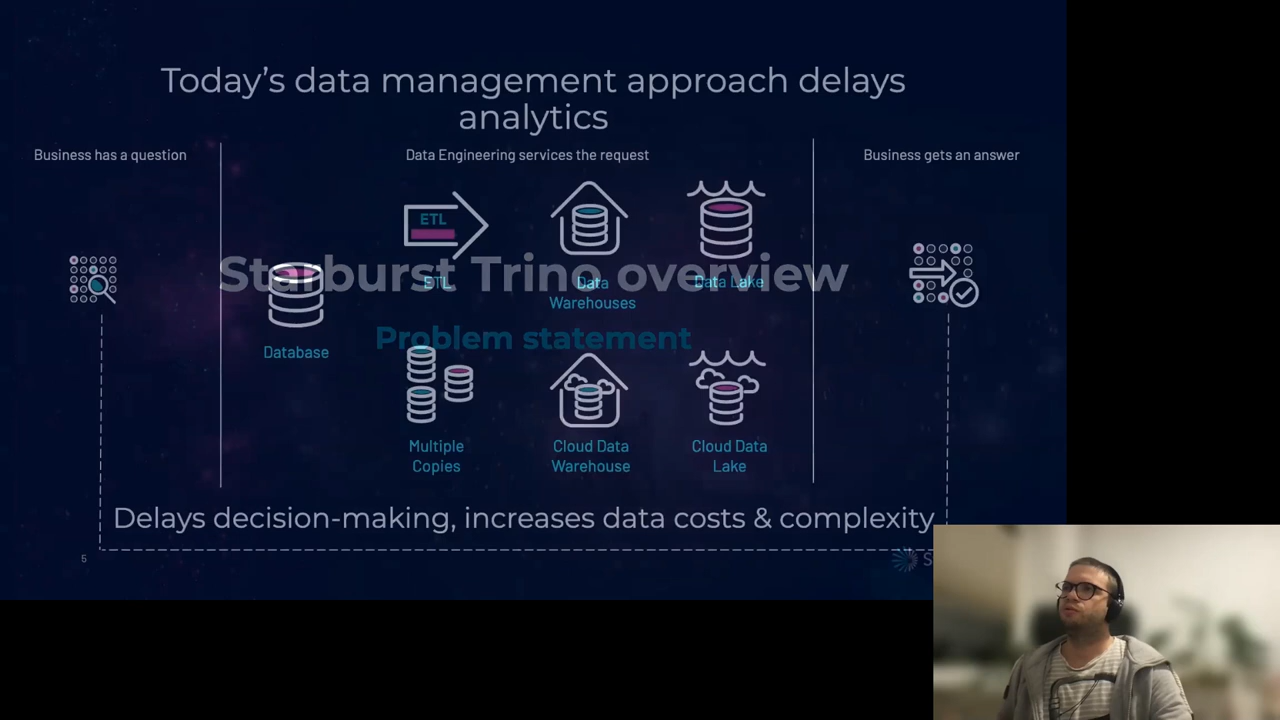 Today's data management approach delays
analytics
Business has a question
Data Engineering services the request
Business gets an answer
ETL
ETL
Data
Warehouses
Data Lake
Starburst Trino overview
Problem statement
Database
Multiple
Copies
Cloud Data
Warehouse
Cloud Data
Lake
Delays decision-making, increases data costs & complexity
5
S